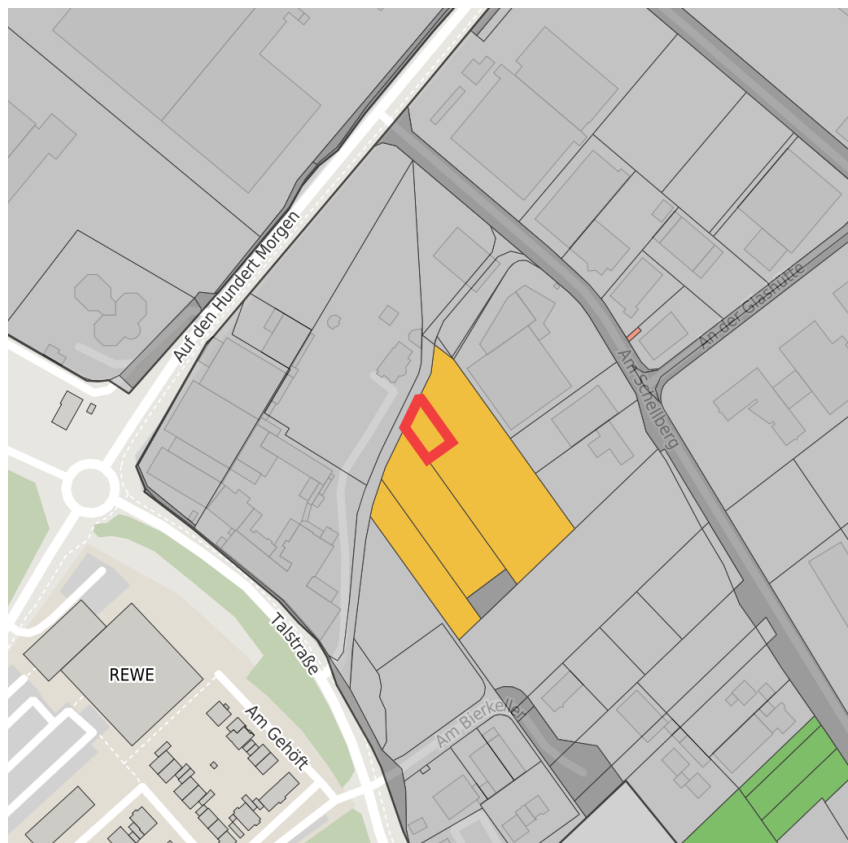 Auf den Hundert Morgen
An der Glashütte
Am Schellberg
Talstraße
REWE
Am Bierkeller
Am Gehöft